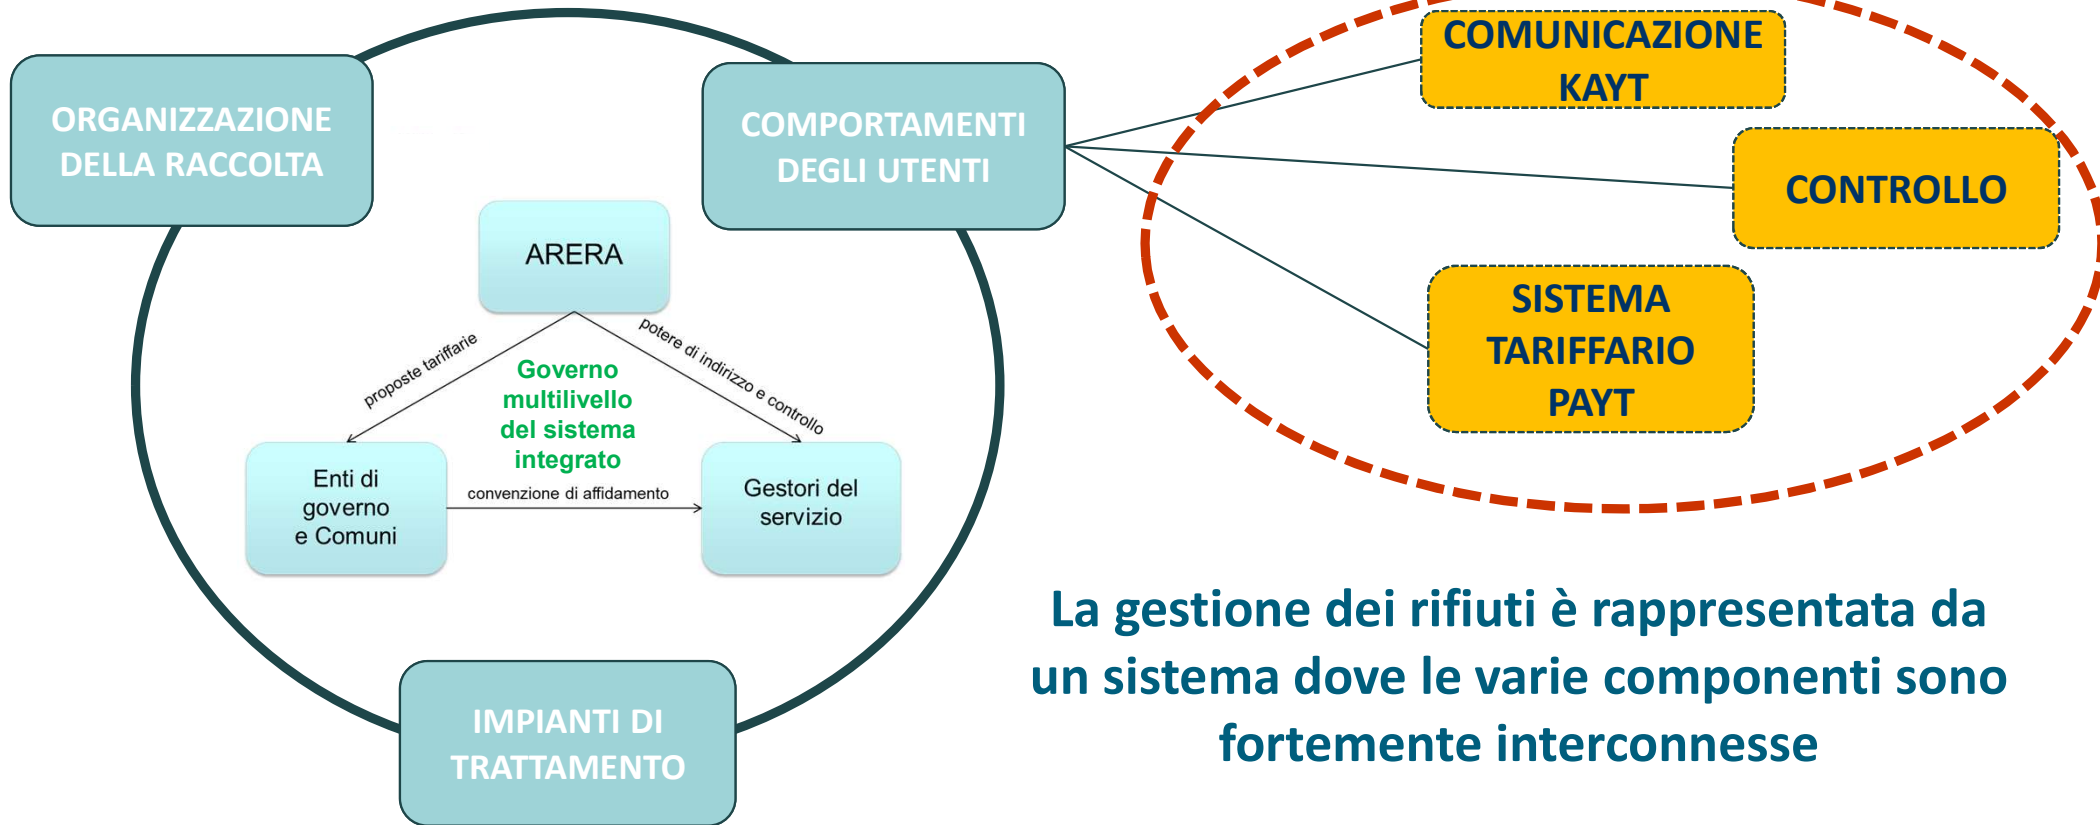 ORGANIZZAZIONE
DELLA RACCOLTA
COMPORTAMENTI
DEGLI UTENTI
COMUNICAZIONE
KAYT
CONTROLLO
SISTEMA
TARIFFARIO
PAYT
ARERA
proposte tariffarie
potere di indirizzo e controllo
Governo
multilivello
del sistema
integrato
Enti di
governo
e Comuni
convenzione di affidamento
Gestori del
servizio
IMPIANTI DI
TRATTAMENTO
La gestione dei rifiuti è rappresentata da
un sistema dove le varie componenti sono
fortemente interconnesse